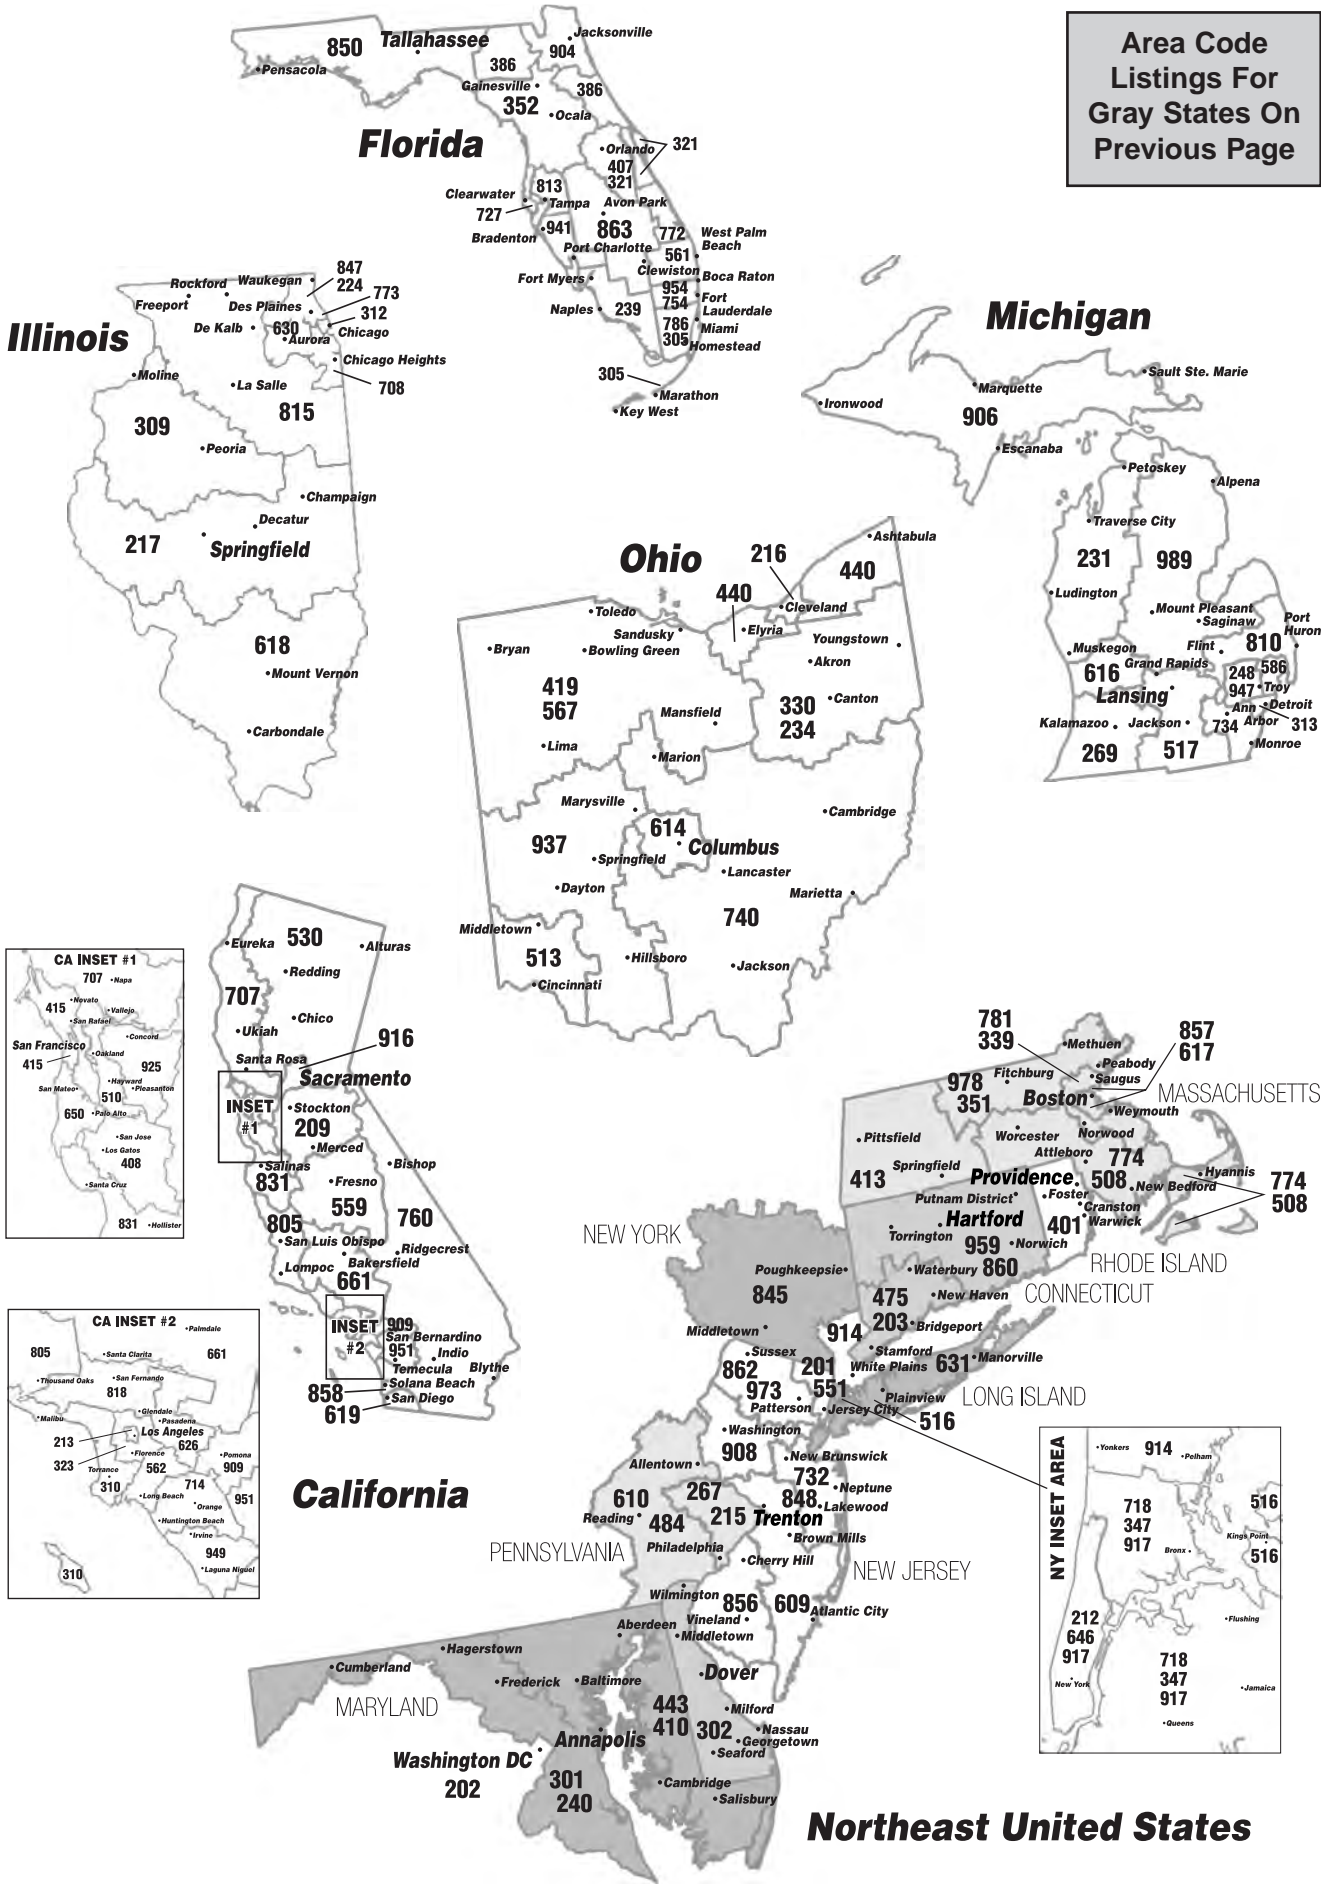 Area Code
Listings For
Gray States On
Previous Page
Florida
850
Tallahassee
Jacksonville
904
Pensacola
386
Gainesville
386
352
Ocala
Orlando
321
407
321
813
Clearwater
Tampa
Avon Park
727
941
863
772
West Palm
Beach
Bradenton
Port Charlotte
561
Clewiston
Fort Myers
Boca Raton
954
754
Fort
Lauderdale
Naples
239
786
305
Miami
Homestead
305
Marathon
Key West
Illinois
Rockford
Waukegan
847
224
Freeport
Des Plaines
773
312
De Kalb
630
Chicago
Aurora
Chicago Heights
Moline
La Salle
708
309
815
Peoria
Champaign
Decatur
217
Springfield
618
Mount Vernon
Carbondale
Michigan
Sault Ste. Marie
Marquette
Ironwood
906
Escanaba
Petoskey
Alpena
Traverse City
231
989
Ludington
Mount Pleasant
Saginaw
Port
Huron
Muskegon
Flint
810
616
Grand Rapids
248
586
Lansing
947
Troy
Detroit
Ann
Arbor
313
Kalamazoo
Jackson
734
Monroe
269
517
Ohio
Ashtabula
216
440
440
Toledo
Cleveland
Sandusky
Elyria
Youngstown
Bryan
Bowling Green
Akron
419
567
Canton
330
234
Mansfield
Lima
Marion
Marysville
Cambridge
937
614
Columbus
Springfield
Lancaster
Dayton
Marietta
740
Middletown
513
Hillsboro
Jackson
Cincinnati
California
Eureka
530
Alturas
Redding
707
Chico
Ukiah
916
Santa Rosa
Sacramento
INSET
#1
Stockton
209
Merced
Salinas
Bishop
831
Fresno
559
805
760
San Luis Obispo
Ridgecrest
Lompoc
Bakersfield
661
INSET
#2
909
San Bernardino
951
Indio
Temecula
Blythe
858
Solana Beach
619
San Diego
CA INSET #1
707
Napa
Novato
415
Vallejo
San Rafael
Concord
San Francisco
Oakland
415
925
Hayward
San Mateo
Pleasanton
510
650
Palo Alto
San Jose
Los Gatos
408
Santa Cruz
831
Hollister
CA INSET #2
Palmdale
805
Santa Clarita
661
Thousand Oaks
San Fernando
818
Glendale
Malibu
Pasadena
Los Angeles
213
626
Florence
Pomona
323
562
909
Torrance
310
714
Long Beach
951
Orange
Huntington Beach
Irvine
949
Laguna Niguel
310
Northeast United States
781
339
857
617
Methuen
Peabody
Saugus
978
351
Fitchburg
Boston
MASSACHUSETTS
Weymouth
Pittsfield
Worcester
Norwood
Attleboro
774
508
Springfield
413
Providence
Hyannis
774
508
New Bedford
Putnam District
Foster
Cranston
Warwick
Hartford
401
Torrington
959
860
Norwich
RHODE ISLAND
Waterbury
CONNECTICUT
NEW YORK
Poughkeepsie
845
475
203
New Haven
Bridgeport
Middletown
914
Stamford
Sussex
862
201
White Plains
631
Manorville
973
551
Plainview
LONG ISLAND
Patterson
Jersey City
516
Washington
908
New Brunswick
Allentown
732
267
Neptune
610
848
Lakewood
Reading
215
Trenton
484
Brown Mills
Philadelphia
PENNSYLVANIA
Cherry Hill
NEW JERSEY
Wilmington
856
609
Atlantic City
Aberdeen
Vineland
Middletown
Hagerstown
Cumberland
Frederick
Baltimore
Dover
MARYLAND
443
410
302
Milford
Nassau
Georgetown
Annapolis
Seaford
Washington DC
202
301
240
Cambridge
Salisbury
NY INSET AREA
Yonkers
914
Pelham
718
347
917
516
Kings Point
Bronx
516
212
646
917
Flushing
New York
718
347
917
Jamaica
Queens